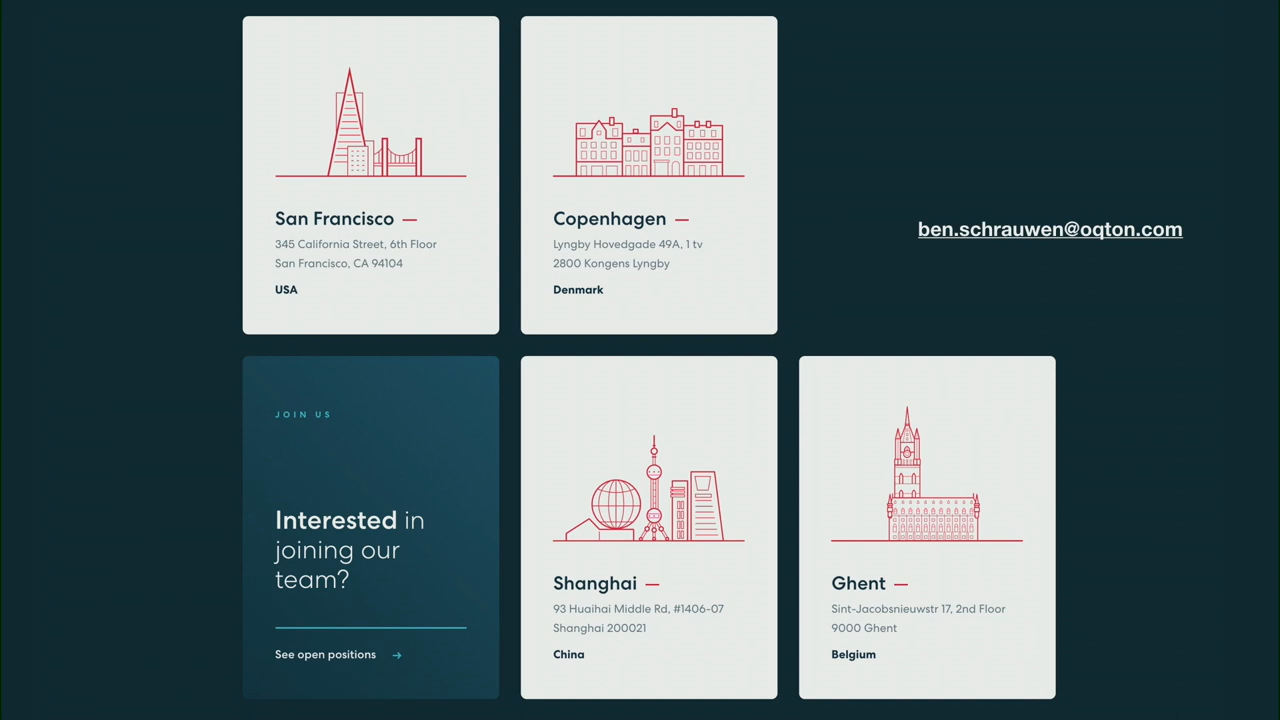 San Francisco —
345 California Street, 6th Floor
San Francisco, CA 94104
USA
Copenhagen —
Lyngby Hovedgade 49A, 1 tv
2800 Kongens Lyngby
Denmark
ben.schrauwen@oqton.com
JOIN US
Interested in
joining our
team?
See open positions →
Shanghai —
93 Huaihai Middle Rd, #1406-07
Shanghai 200021
China
Ghent —
Sint-Jacobsnieuwstr 17, 2nd Floor
9000 Ghent
Belgium